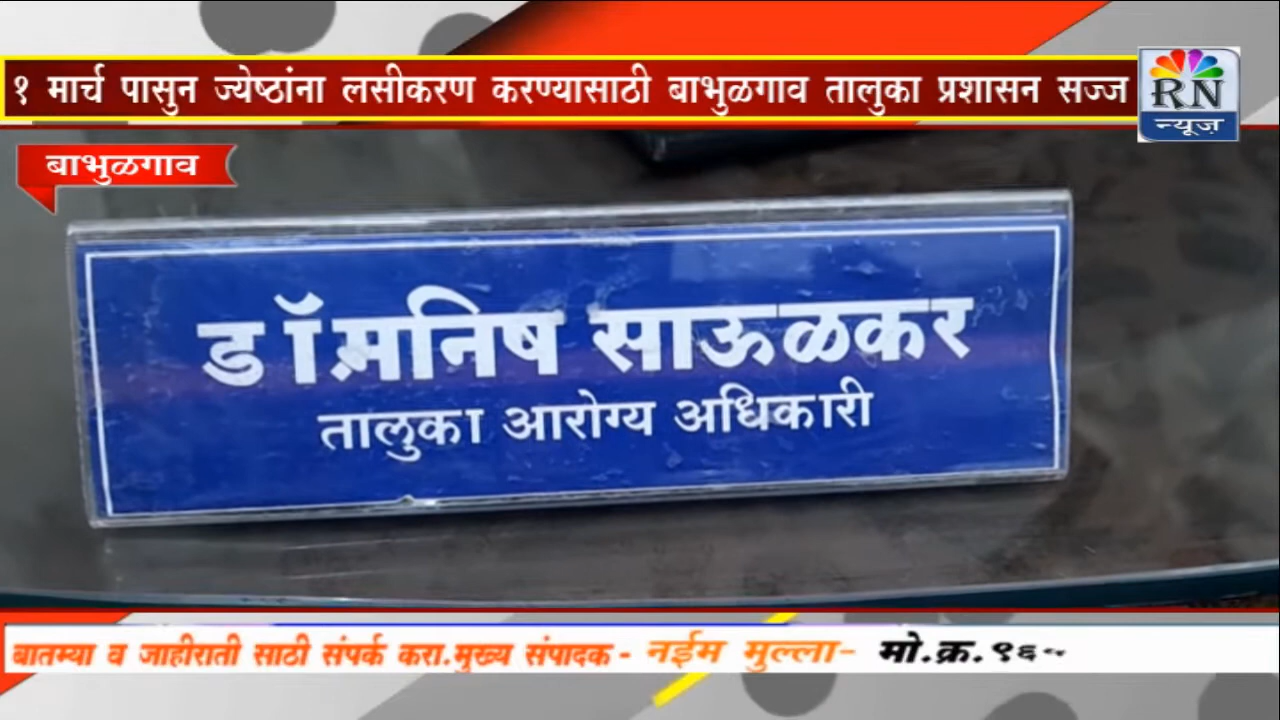 १ मार्च पासुन ज्येष्ठांना लसीकरण करण्यासाठी बाभुळगाव तालुका प्रशासन सज्ज
RN
न्यूज़
बाभुळगाव
डॉ.मनिष साऊळकर
तालुका आरोग्य अधिकारी
बातम्या व जाहीराती साठी संपर्क करा.मुख्य संपादक - नईम मुल्ला- मो.क्र.९६